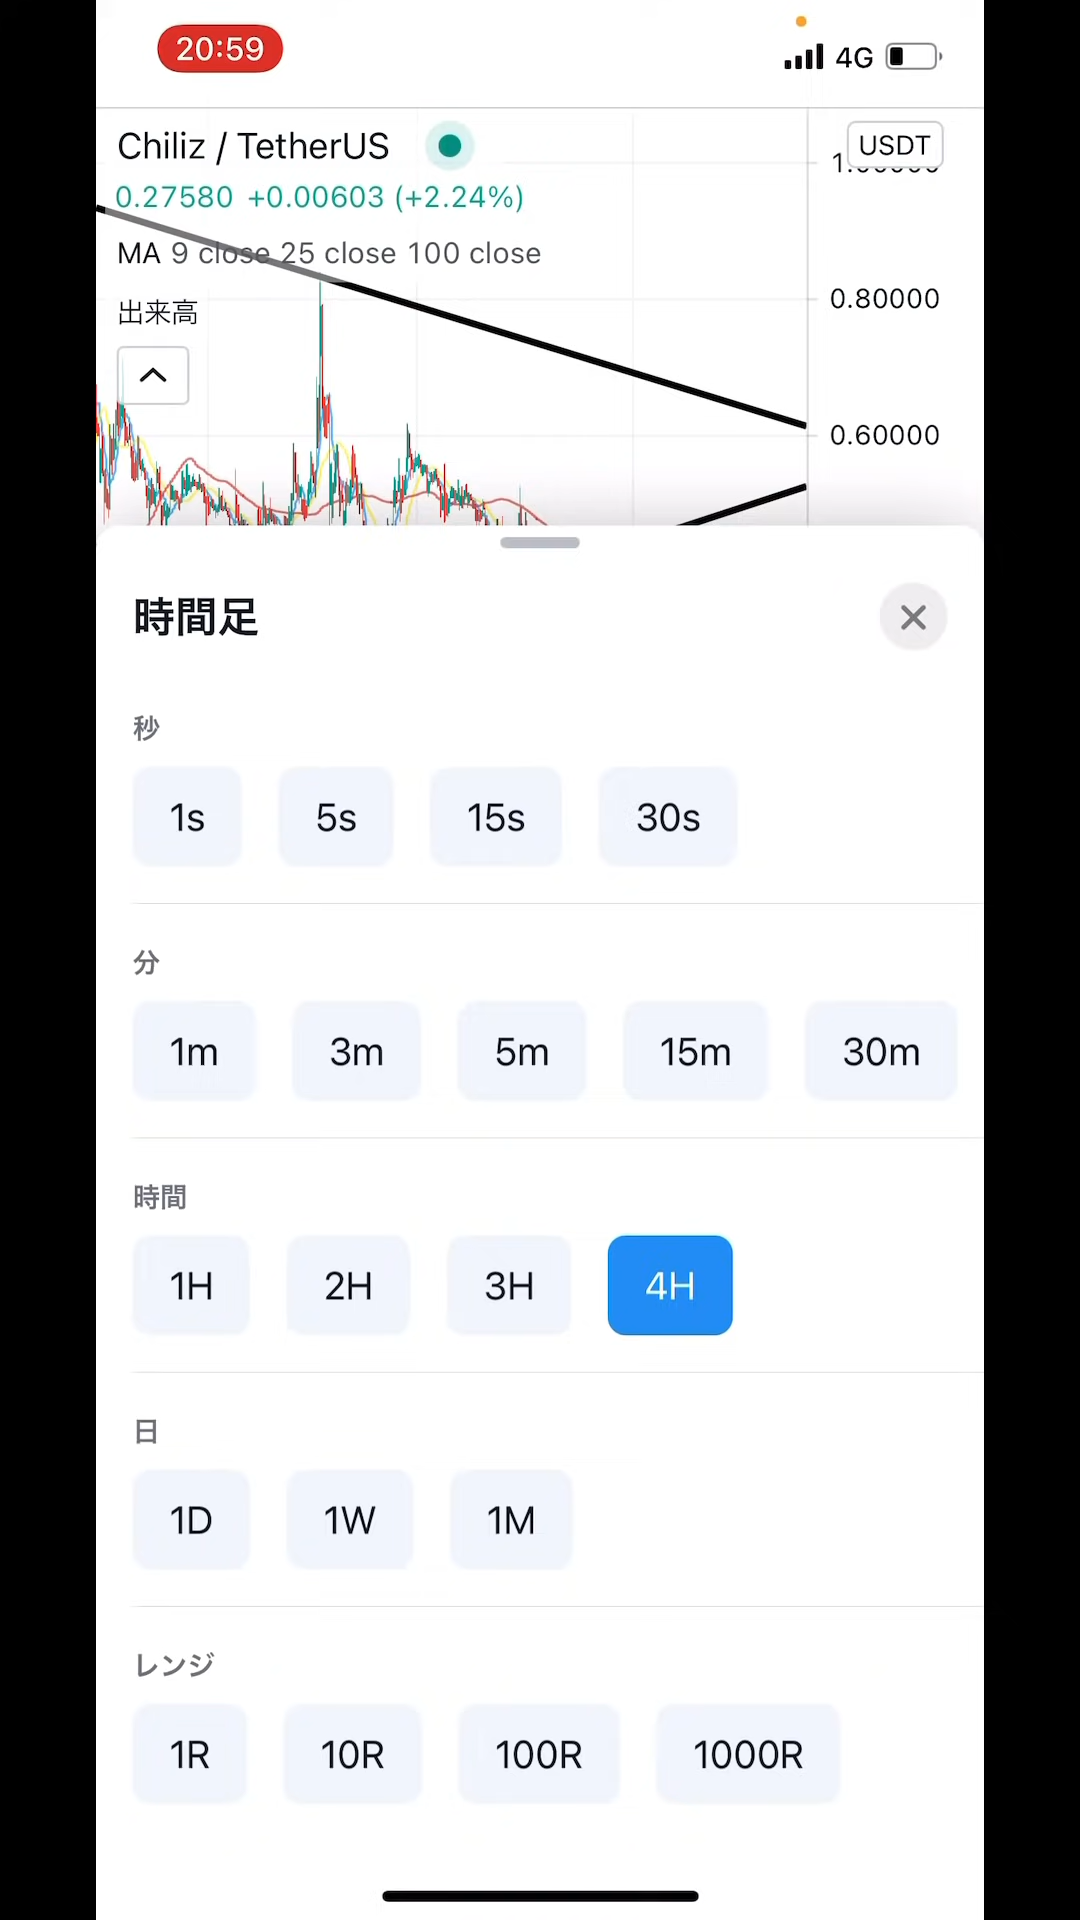 20:59
4G
Chiliz / TetherUS
USDT
0.27580 +0.00603 (+2.24%)
MA 9 close 25 close 100 close
出来高
0.80000
0.60000
時間足
秒
1s 5s 15s 30s
分
1m 3m 5m 15m 30m
時間
1H 2H 3H 4H
日
1D 1W 1M
レンジ
1R 10R 100R 1000R